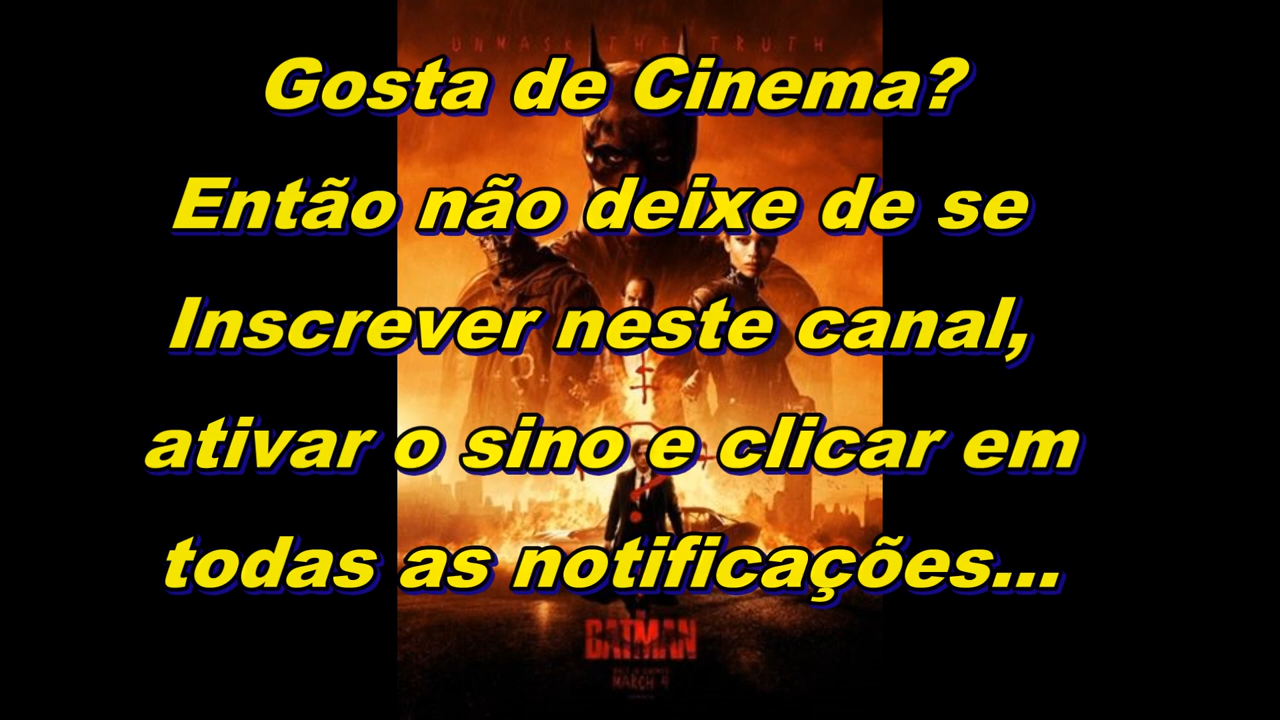 UNMASK THE TRUTH
Gosta de Cinema?
Então não deixe de se
Inscrever neste canal,
ativar o sino e clicar em
todas as notificações...
BATMAN
MARCH 4